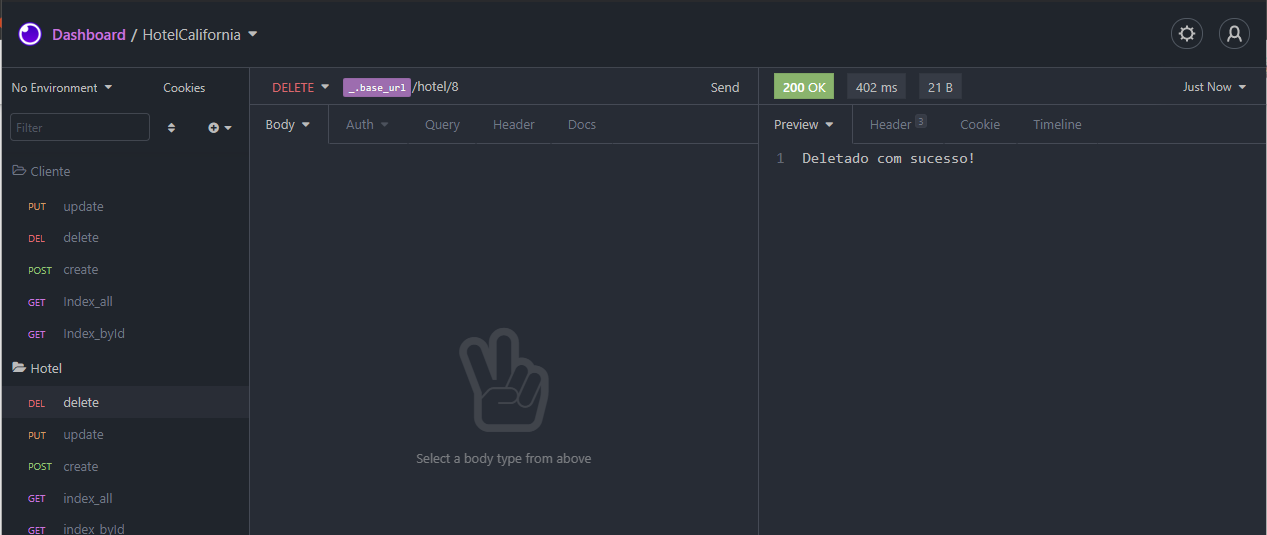 Dashboard / HotelCalifornia
No Environment
Cookies
DELETE
_.base_url/hotel/8
Send
200 OK
402 ms
21 B
Just Now
Filter
Body
Auth
Query
Header
Docs
Preview
Header 3
Cookie
Timeline
Cliente
PUT update
DEL delete
POST create
GET Index_all
GET Index_byId
Hotel
DEL delete
PUT update
POST create
GET index_all
GET index_byId
Select a body type from above
1 Deletado com sucesso!